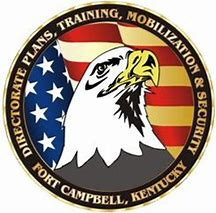 DIRECTORATE PLANS, TRAINING, MOBILIZATION & SECURITY
FORT CAMPBELL, KENTUCKY